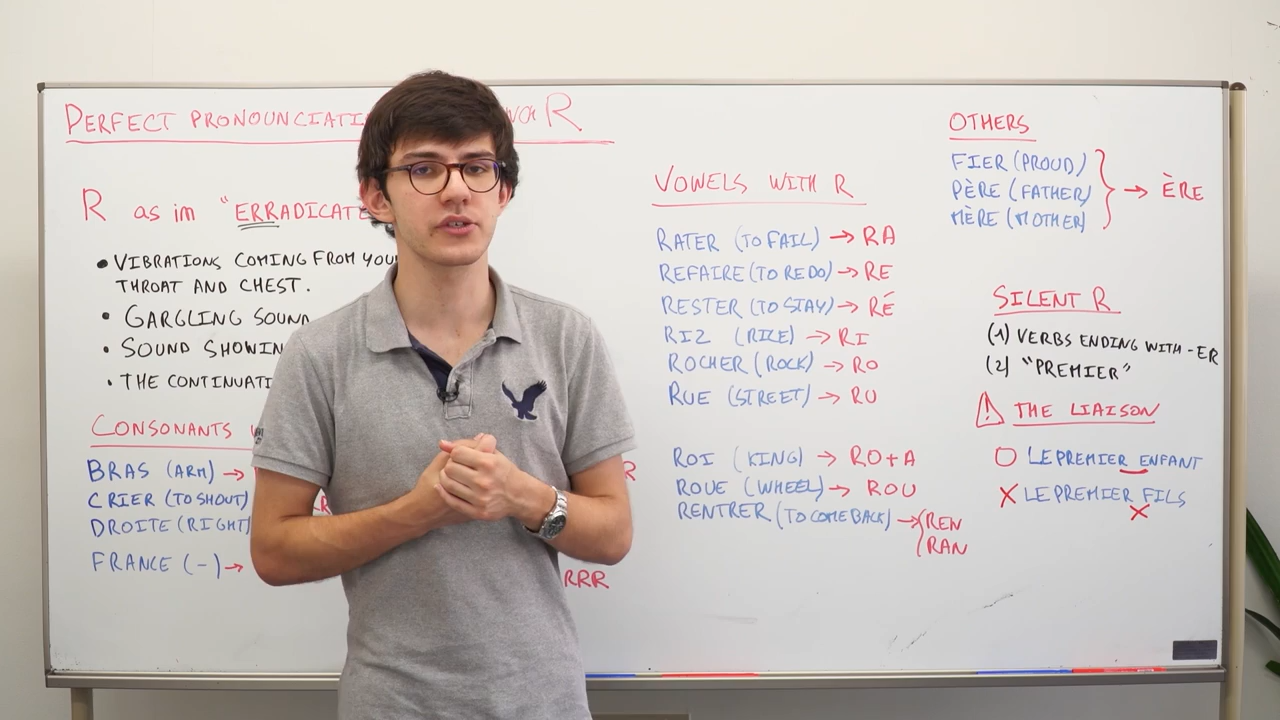 PERFECT PRONOUNCIATI R
R as im "ERRADICATE
• VIBRATIONS COMING FROM YOU
THROAT AND CHEST.
• GARGLING SOUND
• SOUND SHOWIN
• THE CONTINUATI
CONSONANTS
BRAS (ARM) →
CRIER (TO SHOUT)
DROITE (RIGHT)
FRANCE (-) →
R
RRR
VOWELS WITH R
RATER (TO FAIL) → RA
REFAIRE (TO REDO) → RE
RESTER (TO STAY) → RÉ
RIZ (RICE) → RI
ROCHER (ROCK) → RO
RUE (STREET) → RU
ROI (KING) → RO+A
ROUE (WHEEL) → ROU
RENTRER (TO COME BACK) → REN
RAN
OTHERS
FIER (PROUD)
PÈRE (FATHER) → ÈRE
MÈRE (MOTHER)
SILENT R
(1) VERBS ENDING WITH -ER
(2) "PREMIER"
THE LIAISON
O LE PREMIER ENFANT
X LE PREMIER FILS
X